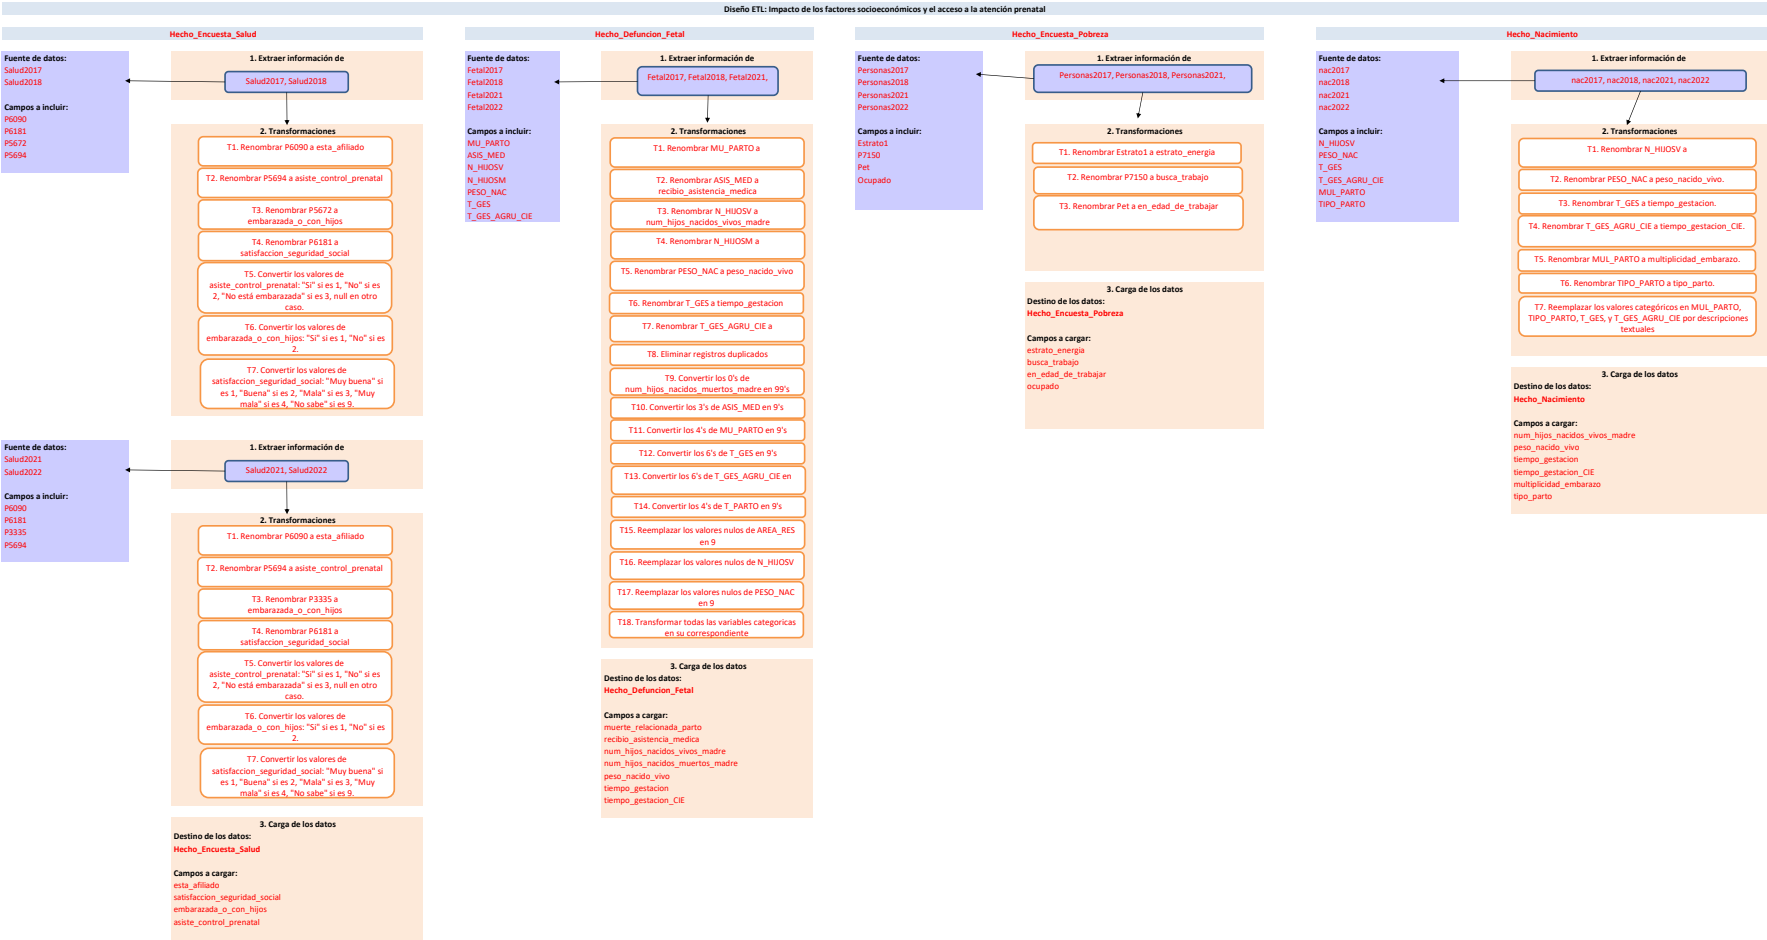 Diseño ETL: Impacto de los factores socioeconómicos y el acceso a la atención prenatal
Hecho_Encuesta_Salud
Fuente de datos:
Salud2017
Salud2018
Campos a incluir:
P6090
P6181
P5672
P5694
1. Extraer información de
Salud2017, Salud2018
2. Transformaciones
T1. Renombrar P6090 a esta_afiliado
T2. Renombrar P5694 a asiste_control_prenatal
T3. Renombrar P5672 a
embarazada_o_con_hijos
T4. Renombrar P6181 a
satisfaccion_seguridad_social
T5. Convertir los valores de
asiste_control_prenatal: "Si" si es 1, "No" si es
2, "No está embarazada" si es 3, null en otro
caso.
T6. Convertir los valores de
embarazada_o_con_hijos: "Si" si es 1, "No" si es
2.
T7. Convertir los valores de
satisfaccion_seguridad_social: "Muy buena" si
es 1, "Buena" si es 2, "Mala" si es 3, "Muy
mala" si es 4, "No sabe" si es 9.
Fuente de datos:
Salud2021
Salud2022
Campos a incluir:
P6090
P6181
P3335
P5694
1. Extraer información de
Salud2021, Salud2022
2. Transformaciones
T1. Renombrar P6090 a esta_afiliado
T2. Renombrar P5694 a asiste_control_prenatal
T3. Renombrar P3335 a
embarazada_o_con_hijos
T4. Renombrar P6181 a
satisfaccion_seguridad_social
T5. Convertir los valores de
asiste_control_prenatal: "Si" si es 1, "No" si es
2, "No está embarazada" si es 3, null en otro
caso.
T6. Convertir los valores de
embarazada_o_con_hijos: "Si" si es 1, "No" si es
2.
T7. Convertir los valores de
satisfaccion_seguridad_social: "Muy buena" si
es 1, "Buena" si es 2, "Mala" si es 3, "Muy
mala" si es 4, "No sabe" si es 9.
3. Carga de los datos
Destino de los datos:
Hecho_Encuesta_Salud
Campos a cargar:
esta_afiliado
satisfaccion_seguridad_social
embarazada_o_con_hijos
asiste_control_prenatal
Hecho_Defuncion_Fetal
Fuente de datos:
Fetal2017
Fetal2018
Fetal2021
Fetal2022
Campos a incluir:
MU_PARTO
ASIS_MED
N_HIJOSV
N_HIJOSM
PESO_NAC
T_GES
T_GES_AGRU_CIE
1. Extraer información de
Fetal2017, Fetal2018, Fetal2021,
2. Transformaciones
T1. Renombrar MU_PARTO a
T2. Renombrar ASIS_MED a
recibio_asistencia_medica
T3. Renombrar N_HIJOSV a
num_hijos_nacidos_vivos_madre
T4. Renombrar N_HIJOSM a
T5. Renombrar PESO_NAC a peso_nacido_vivo
T6. Renombrar T_GES a tiempo_gestacion
T7. Renombrar T_GES_AGRU_CIE a
T8. Eliminar registros duplicados
T9. Convertir los 0's de
num_hijos_nacidos_muertos_madre en 99's
T10. Convertir los 3's de ASIS_MED en 9's
T11. Convertir los 4's de MU_PARTO en 9's
T12. Convertir los 6's de T_GES en 9's
T13. Convertir los 6's de T_GES_AGRU_CIE en
T14. Convertir los 4's de T_PARTO en 9's
T15. Reemplazar los valores nulos de AREA_RES
en 9
T16. Reemplazar los valores nulos de N_HIJOSV
T17. Reemplazar los valores nulos de PESO_NAC
en 9
T18. Transformar todas las variables categoricas
en su correspondiente
3. Carga de los datos
Destino de los datos:
Hecho_Defuncion_Fetal
Campos a cargar:
muerte_relacionada_parto
recibio_asistencia_medica
num_hijos_nacidos_vivos_madre
num_hijos_nacidos_muertos_madre
peso_nacido_vivo
tiempo_gestacion
tiempo_gestacion_CIE
Hecho_Encuesta_Pobreza
Fuente de datos:
Personas2017
Personas2018
Personas2021
Personas2022
Campos a incluir:
Estrato1
P7150
Pet
Ocupado
1. Extraer información de
Personas2017, Personas2018, Personas2021,
2. Transformaciones
T1. Renombrar Estrato1 a estrato_energia
T2. Renombrar P7150 a busca_trabajo
T3. Renombrar Pet a en_edad_de_trabajar
3. Carga de los datos
Destino de los datos:
Hecho_Encuesta_Pobreza
Campos a cargar:
estrato_energia
busca_trabajo
en_edad_de_trabajar
ocupado
Hecho_Nacimiento
Fuente de datos:
nac2017
nac2018
nac2021
nac2022
Campos a incluir:
N_HIJOSV
PESO_NAC
T_GES
T_GES_AGRU_CIE
MUL_PARTO
TIPO_PARTO
1. Extraer información de
nac2017, nac2018, nac2021, nac2022
2. Transformaciones
T1. Renombrar N_HIJOSV a
T2. Renombrar PESO_NAC a peso_nacido_vivo.
T3. Renombrar T_GES a tiempo_gestacion.
T4. Renombrar T_GES_AGRU_CIE a tiempo_gestacion_CIE.
T5. Renombrar MUL_PARTO a multiplicidad_embarazo.
T6. Renombrar TIPO_PARTO a tipo_parto.
T7. Reemplazar los valores categóricos en MUL_PARTO,
TIPO_PARTO, T_GES, y T_GES_AGRU_CIE por descripciones
textuales
3. Carga de los datos
Destino de los datos:
Hecho_Nacimiento
Campos a cargar:
num_hijos_nacidos_vivos_madre
peso_nacido_vivo
tiempo_gestacion
tiempo_gestacion_CIE
multiplicidad_embarazo
tipo_parto